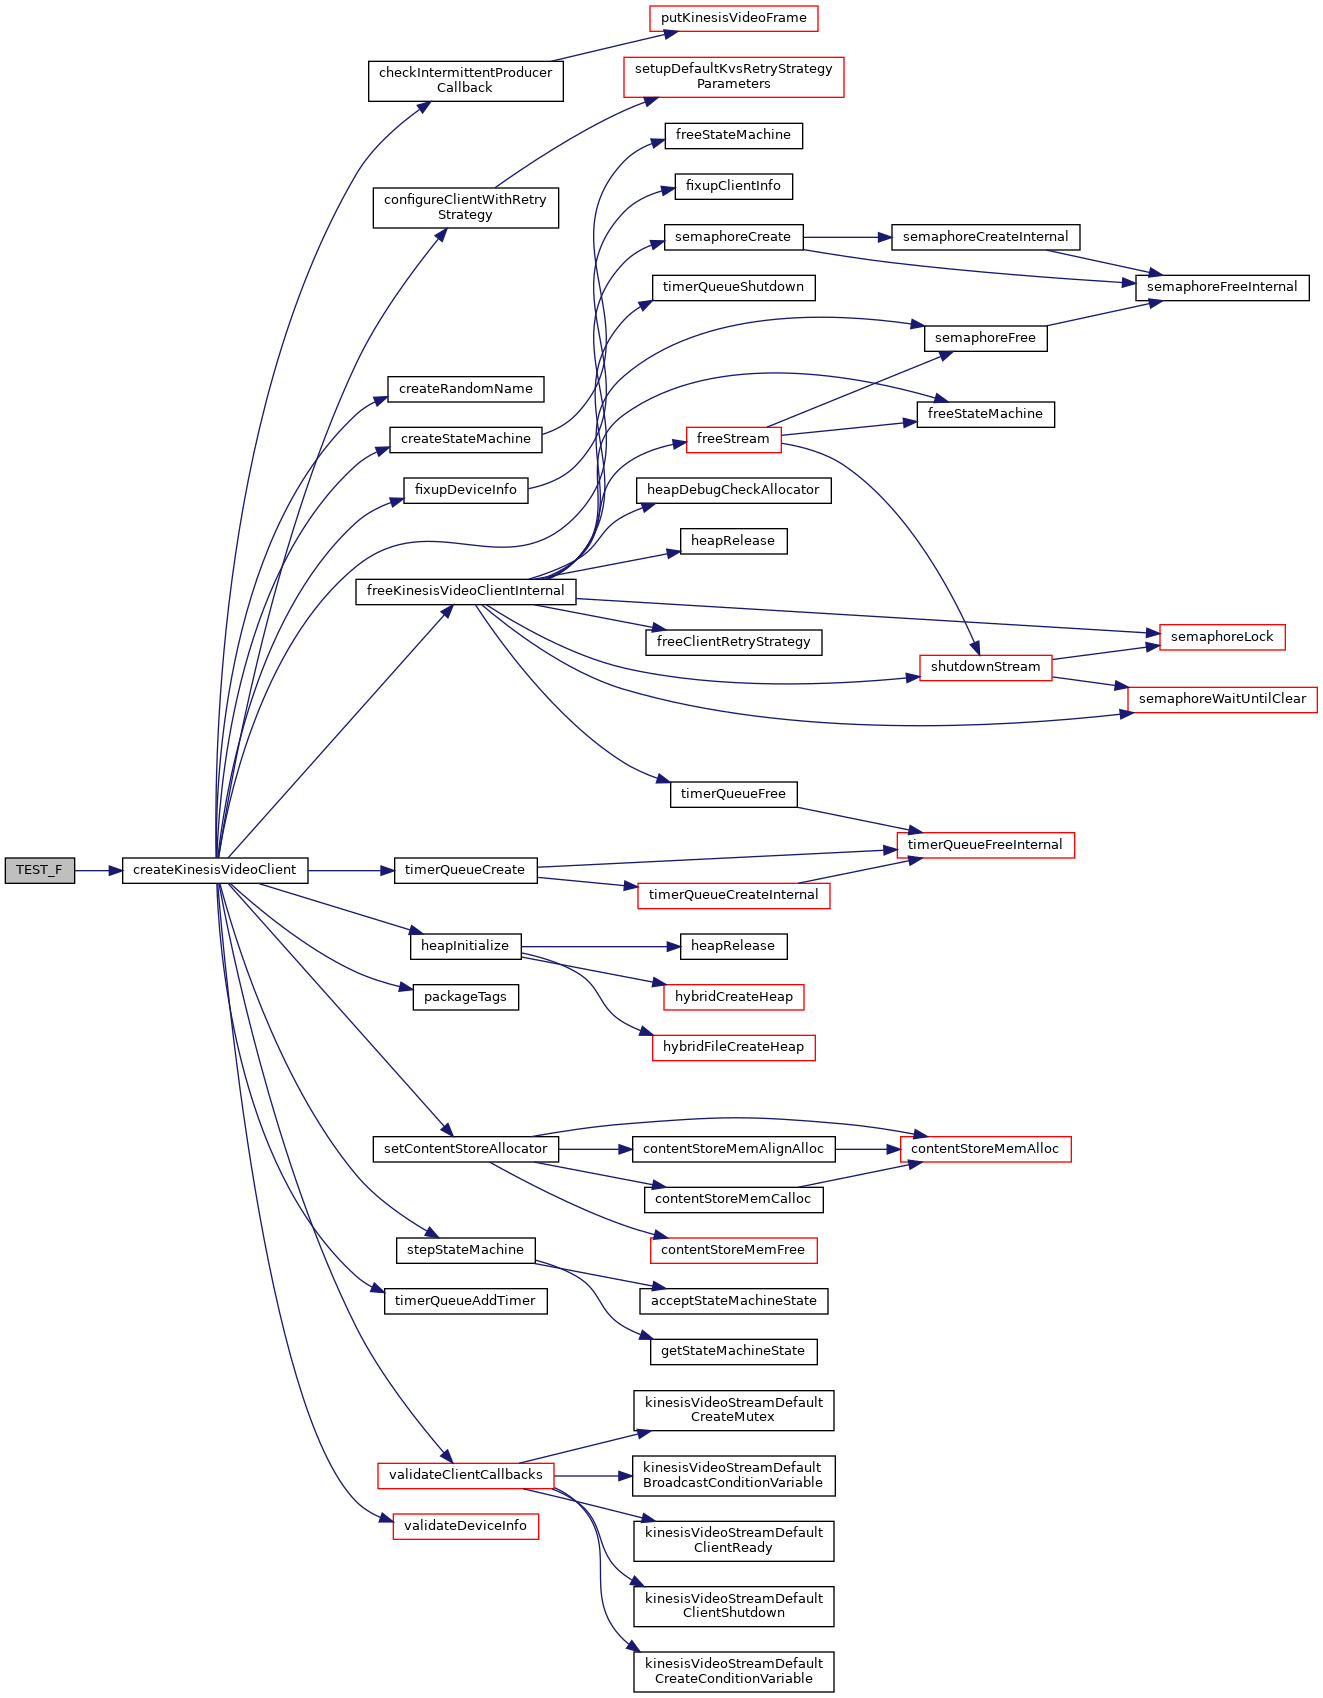 putKinesisVideoFrame
checkIntermittentProducer
Callback
setupDefaultKvsRetryStrategy
Parameters
freeStateMachine
fixupClientInfo
configureClientWithRetry
Strategy
semaphoreCreate
semaphoreCreateInternal
timerQueueShutdown
semaphoreFreeInternal
semaphoreFree
createRandomName
freeStateMachine
createStateMachine
freeStream
fixupDeviceInfo
heapDebugCheckAllocator
heapRelease
freeKinesisVideoClientInternal
freeClientRetryStrategy
semaphoreLock
shutdownStream
semaphoreWaitUntilClear
timerQueueFree
timerQueueFreeInternal
TEST_F
createKinesisVideoClient
timerQueueCreate
timerQueueCreateInternal
heapInitialize
heapRelease
packageTags
hybridCreateHeap
hybridFileCreateHeap
setContentStoreAllocator
contentStoreMemAlignAlloc
contentStoreMemAlloc
contentStoreMemCalloc
stepStateMachine
contentStoreMemFree
timerQueueAddTimer
acceptStateMachineState
getStateMachineState
kinesisVideoStreamDefault
CreateMutex
validateClientCallbacks
kinesisVideoStreamDefault
BroadcastConditionVariable
validateDeviceInfo
kinesisVideoStreamDefault
ClientReady
kinesisVideoStreamDefault
ClientShutdown
kinesisVideoStreamDefault
CreateConditionVariable